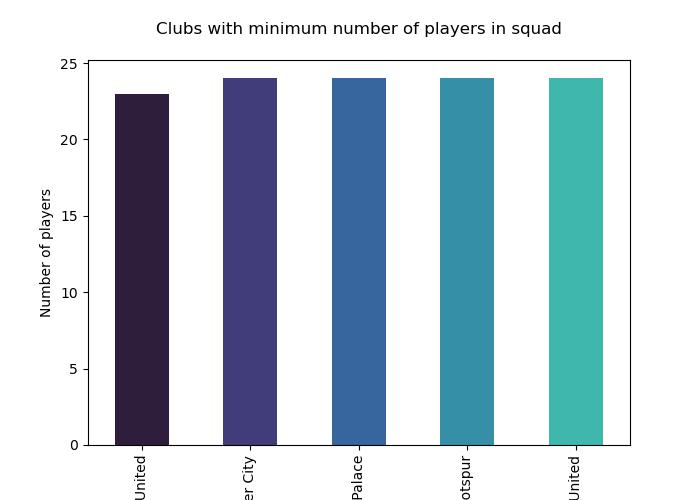 Clubs with minimum number of players in squad
Number of players
25
20
15
10
5
0
United
er City
Palace
otspur
United